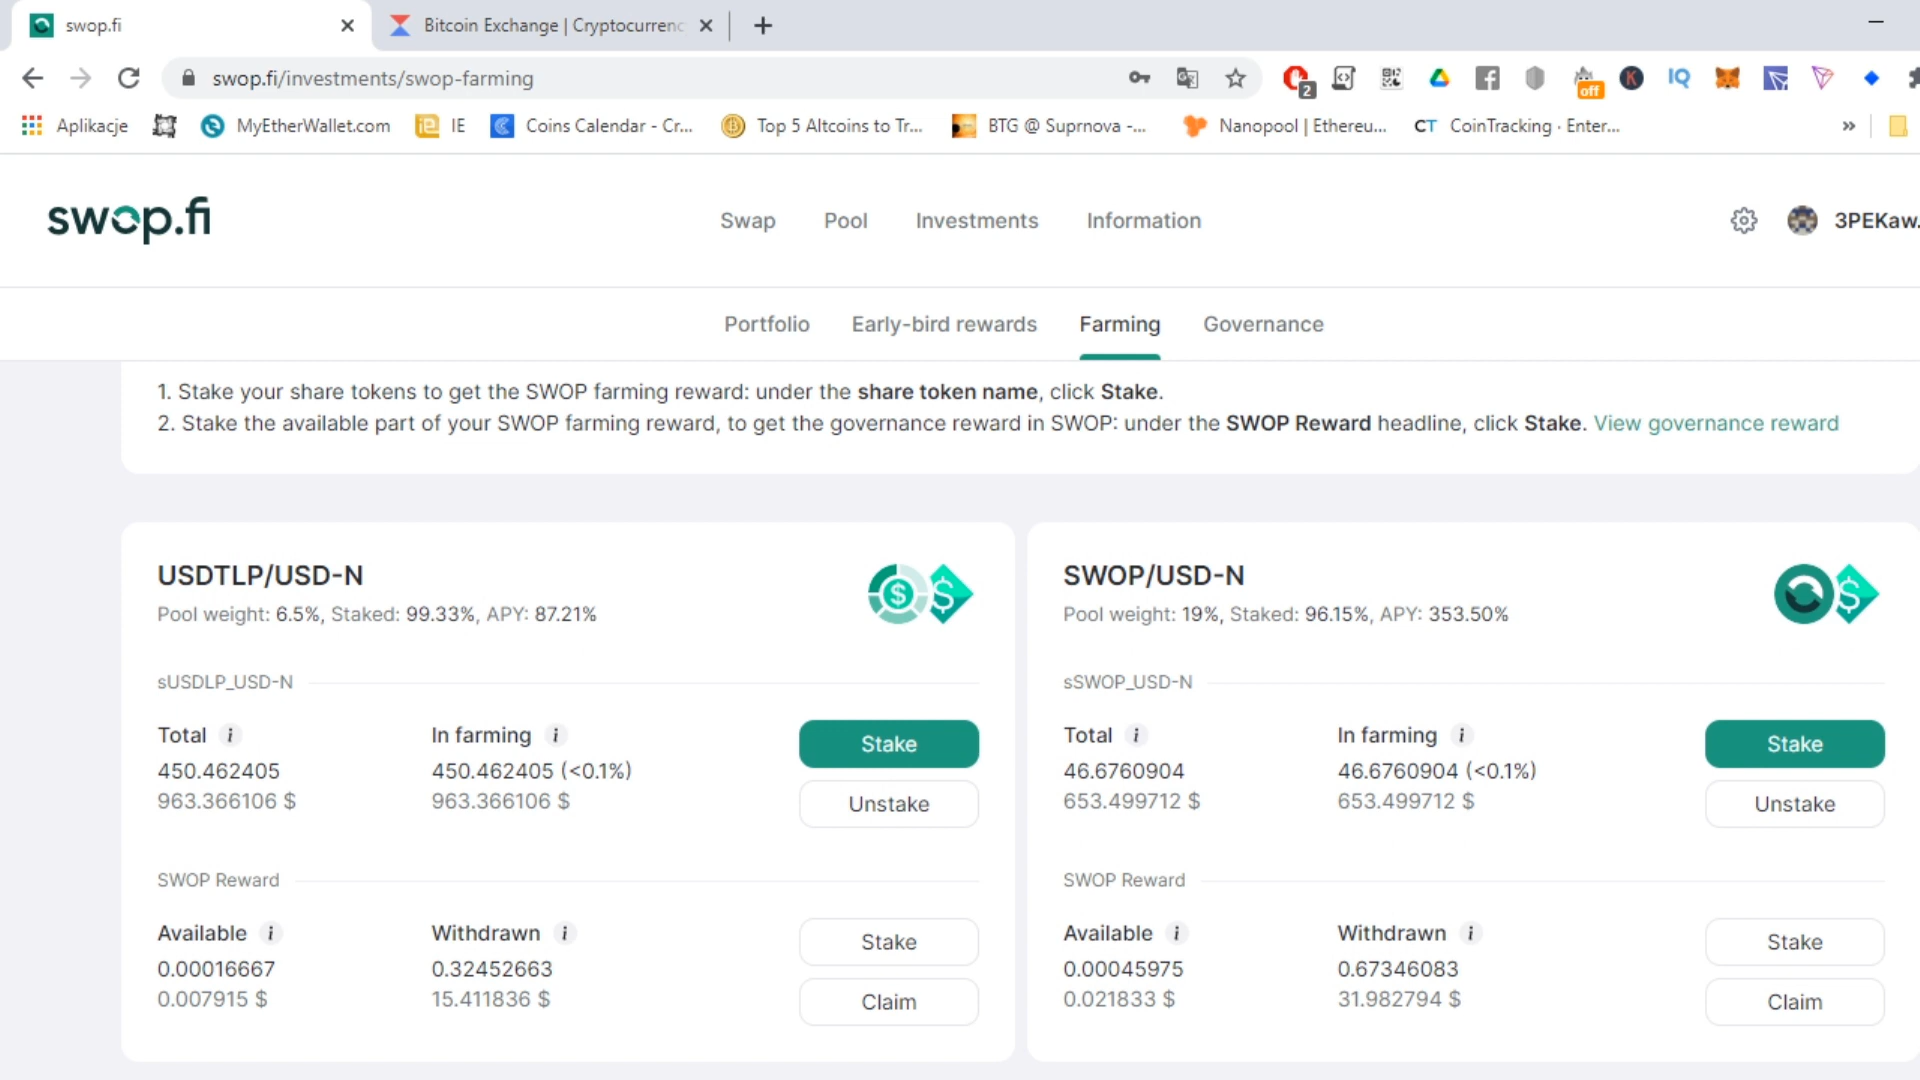 swop.fi
Bitcoin Exchange | Cryptocurrenc
swop.fi/investments/swop-farming
2
off
K
IQ
Aplikacje
MyEtherWallet.com
IE
Coins Calendar - Cr...
Top 5 Altcoins to Tr...
BTG @ Suprnova -...
Nanopool | Ethereu...
CT CoinTracking · Enter...
»
swop.fi
Swap
Pool
Investments
Information
3PEKaw.
Portfolio
Early-bird rewards
Farming
Governance
1. Stake your share tokens to get the SWOP farming reward: under the share token name, click Stake.
2. Stake the available part of your SWOP farming reward, to get the governance reward in SWOP: under the SWOP Reward headline, click Stake. View governance reward
USDTLP/USD-N
Pool weight: 6.5%, Staked: 99.33%, APY: 87.21%
sUSDLP_USD-N
Total i
450.462405
963.366106 $
In farming i
450.462405 (<0.1%)
963.366106 $
Stake
Unstake
SWOP Reward
Available i
0.00016667
0.007915 $
Withdrawn i
0.32452663
15.411836 $
Stake
Claim
SWOP/USD-N
Pool weight: 19%, Staked: 96.15%, APY: 353.50%
sSWOP_USD-N
Total i
46.6760904
653.499712 $
In farming i
46.6760904 (<0.1%)
653.499712 $
Stake
Unstake
SWOP Reward
Available i
0.00045975
0.021833 $
Withdrawn i
0.67346083
31.982794 $
Stake
Claim